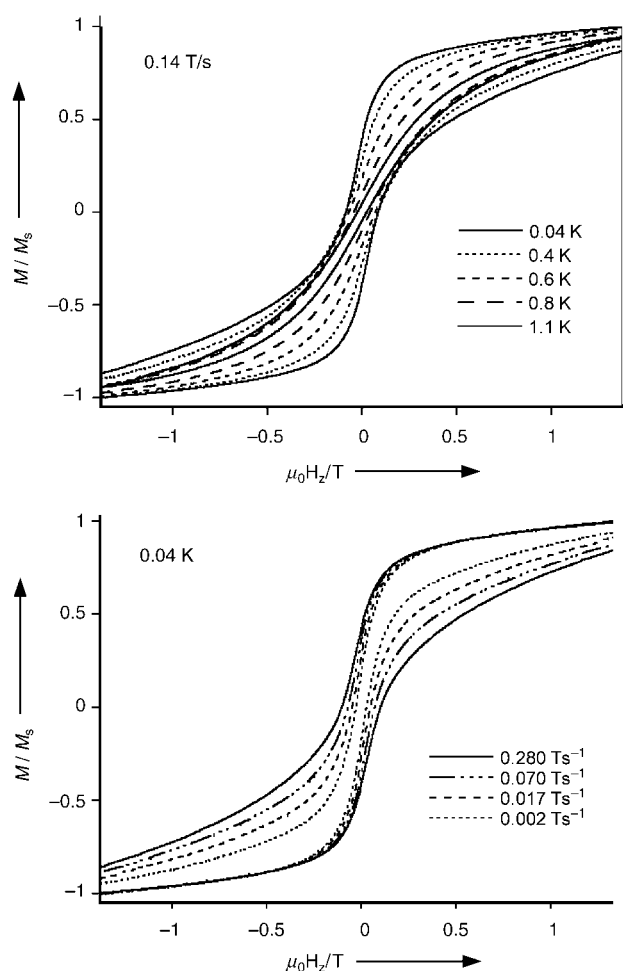 0.14 T/s
1
0.5
0
−0.5
−1
M / Ms
0.04 K
0.4 K
0.6 K
0.8 K
1.1 K
−1 −0.5 0 0.5 1
μ₀Hz/T
0.04 K
1
0.5
0
−0.5
−1
M / Ms
0.280 Ts⁻¹
0.070 Ts⁻¹
0.017 Ts⁻¹
0.002 Ts⁻¹
−1 −0.5 0 0.5 1
μ₀Hz/T